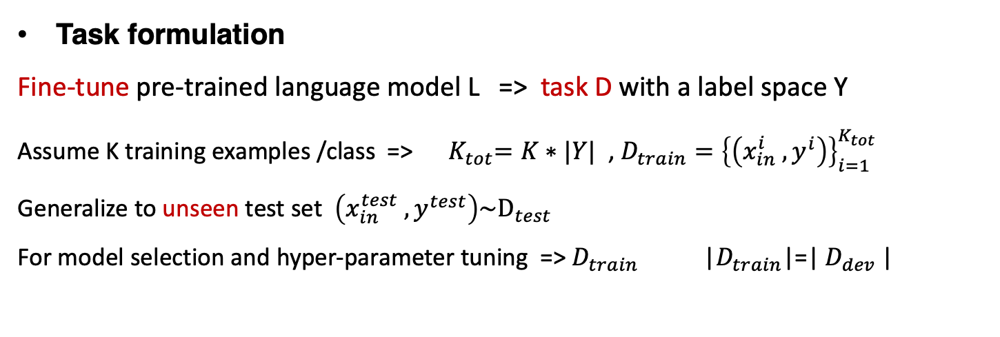 • Task formulation
Fine-tune pre-trained language model L => task D with a label space Y
Assume K training examples /class => $K_{tot} = K * |Y|$ , $D_{train} = \{(x_{in}^{i}, y^{i})\}_{i=1}^{K_{tot}}$
Generalize to unseen test set $(x_{in}^{test}, y^{test}) \sim D_{test}$
For model selection and hyper-parameter tuning => $D_{train}$ $|D_{train}| = |D_{dev}|$